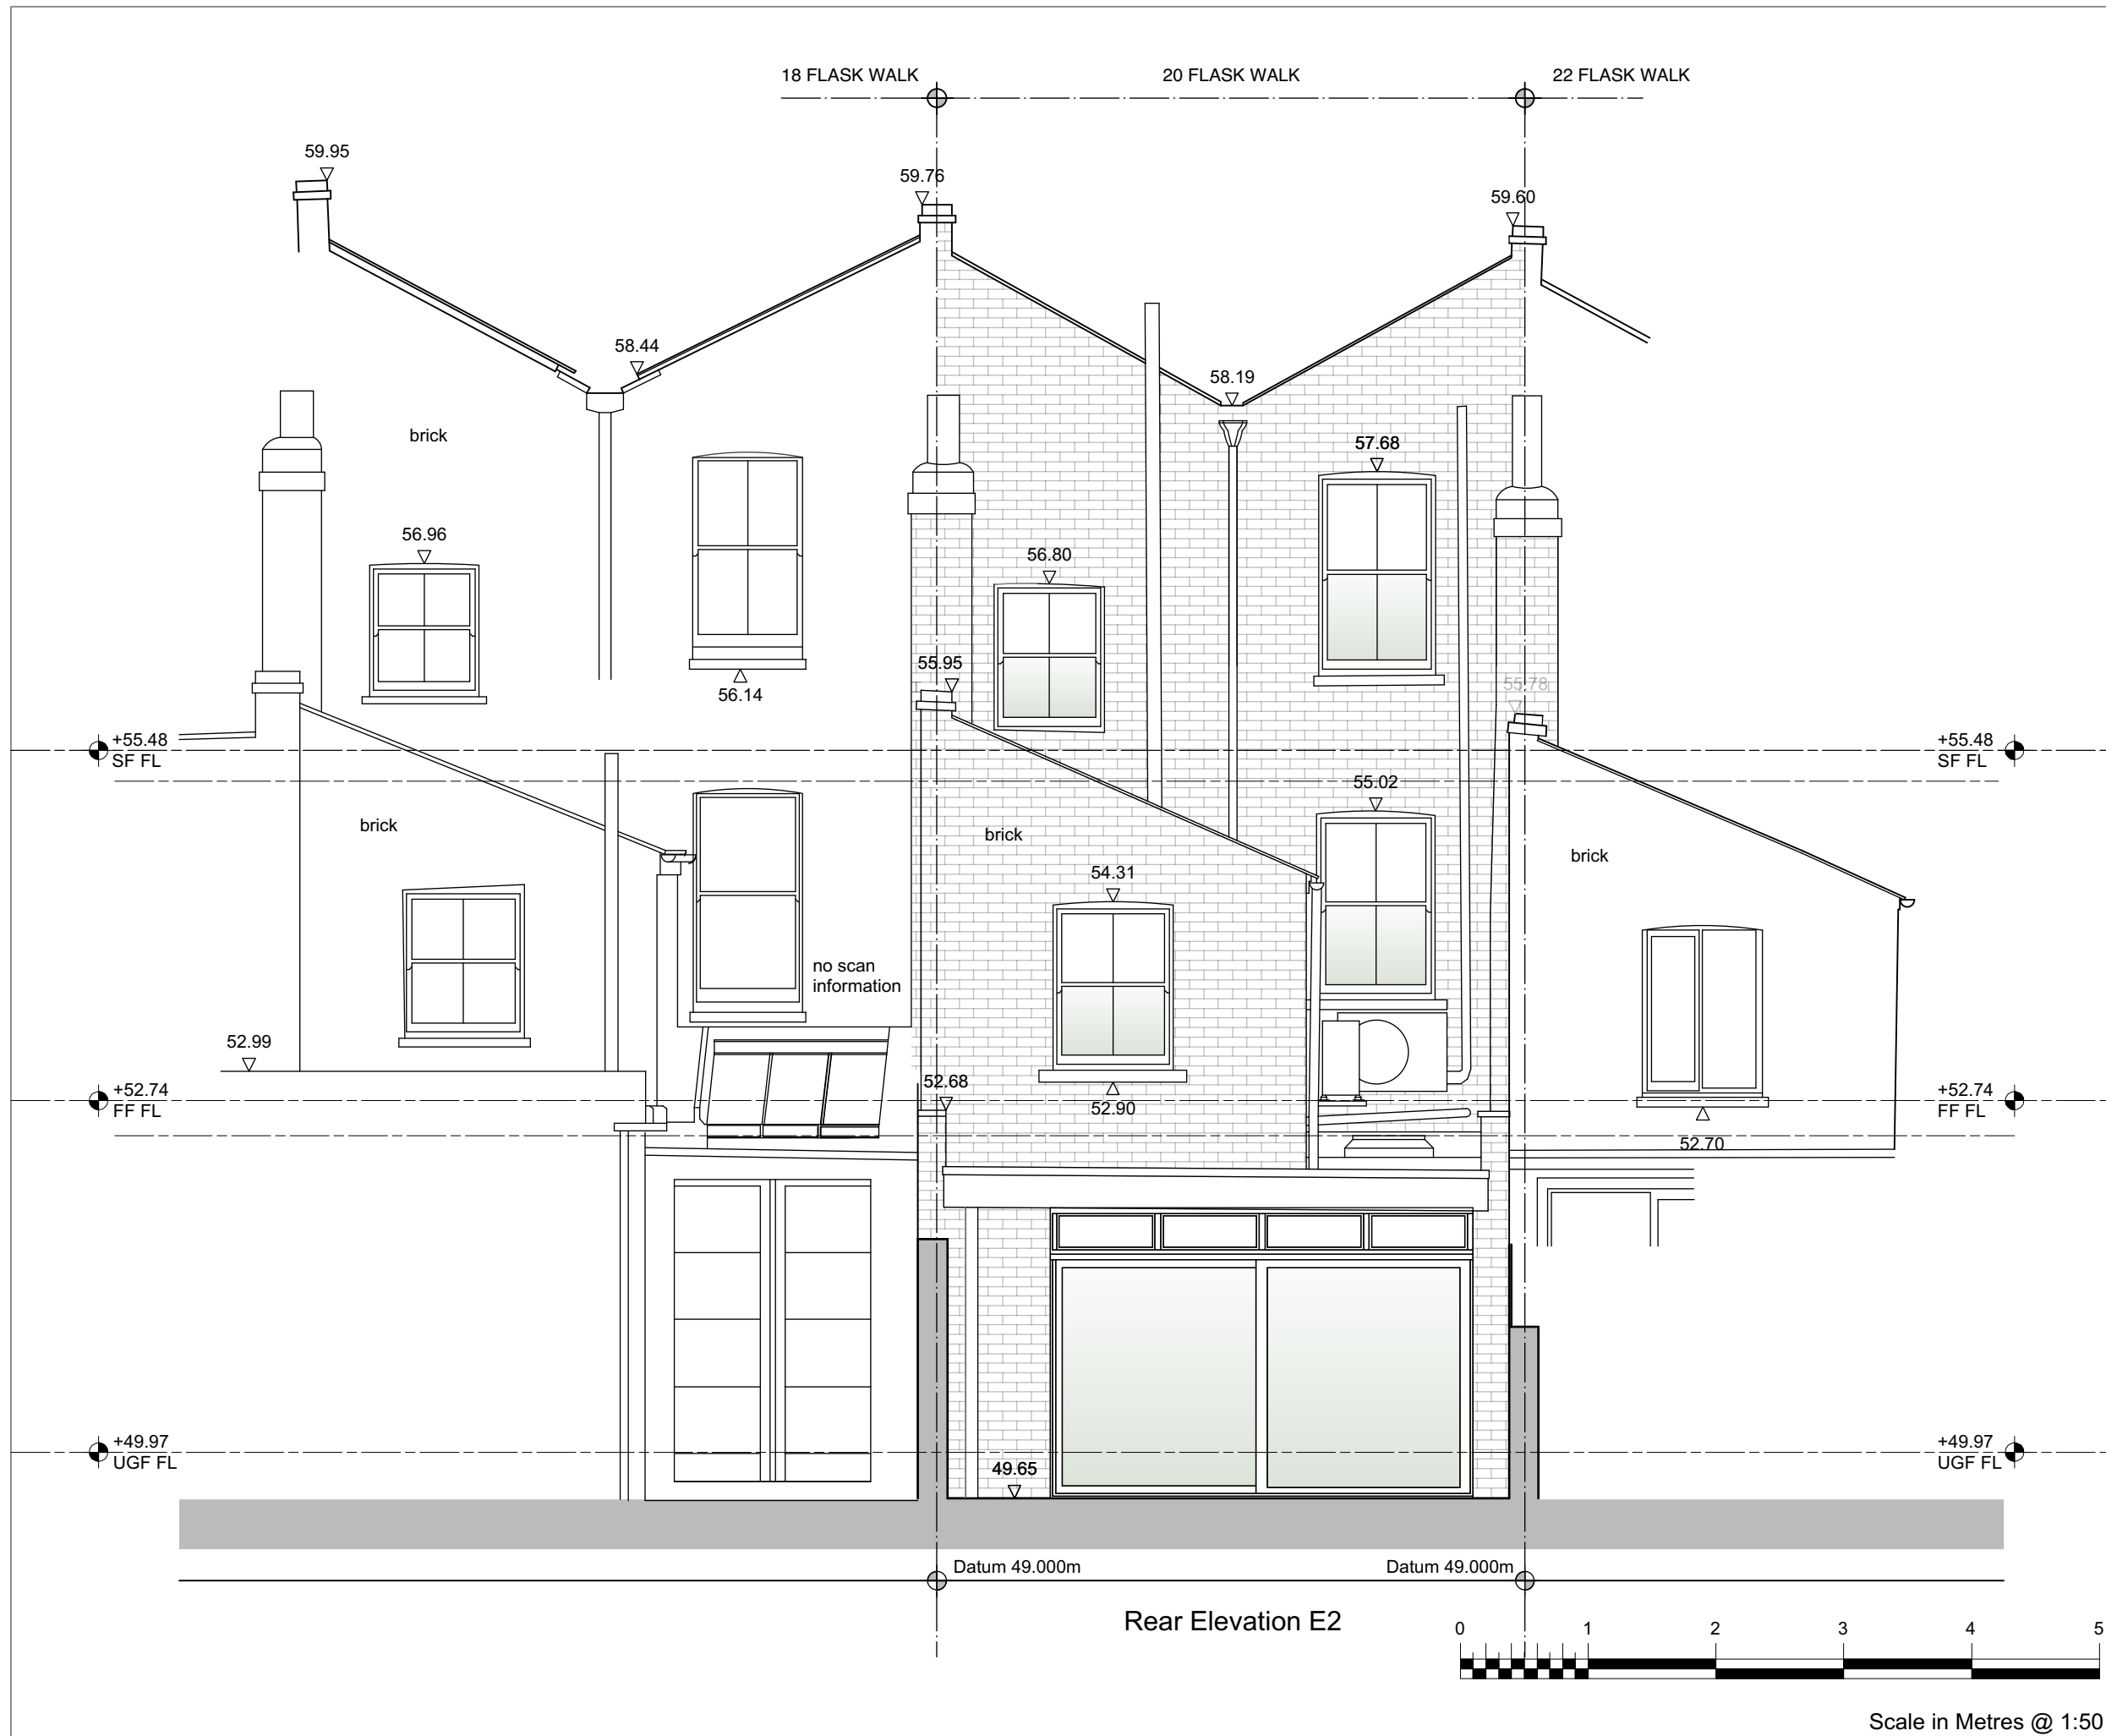 18 FLASK WALK
20 FLASK WALK
22 FLASK WALK
59.95
59.76
59.60
58.44
58.19
brick
57.68
56.96
56.80
55.95
56.14
55.78
+55.48
SF FL
+55.48
SF FL
55.02
brick
brick
brick
54.31
no scan
information
52.99
52.68
+52.74
FF FL
52.90
+52.74
FF FL
52.70
+49.97
UGF FL
+49.97
UGF FL
49.65
Datum 49.000m
Datum 49.000m
Rear Elevation E2
0 1 2 3 4 5
Scale in Metres @ 1:50